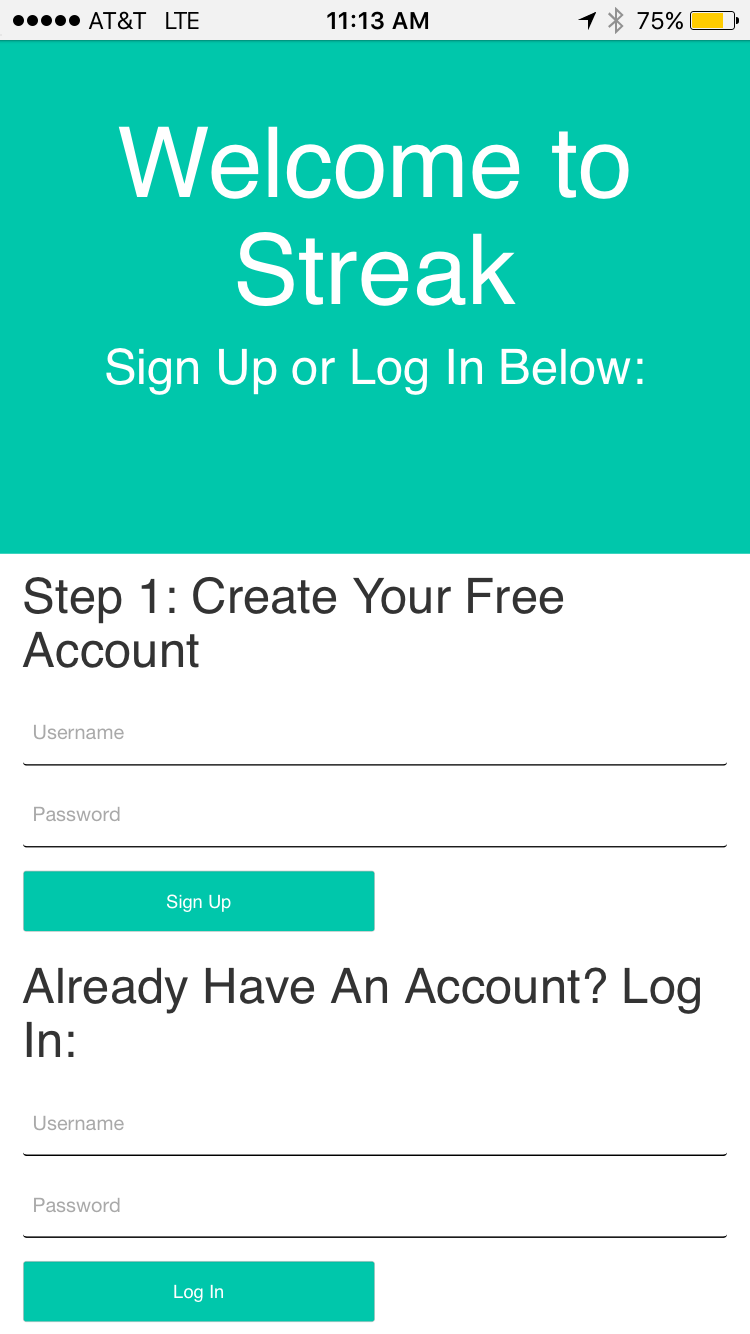 AT&T LTE 11:13 AM 75%
Welcome to
Streak
Sign Up or Log In Below:
Step 1: Create Your Free
Account
Username
Password
Sign Up
Already Have An Account? Log
In:
Username
Password
Log In